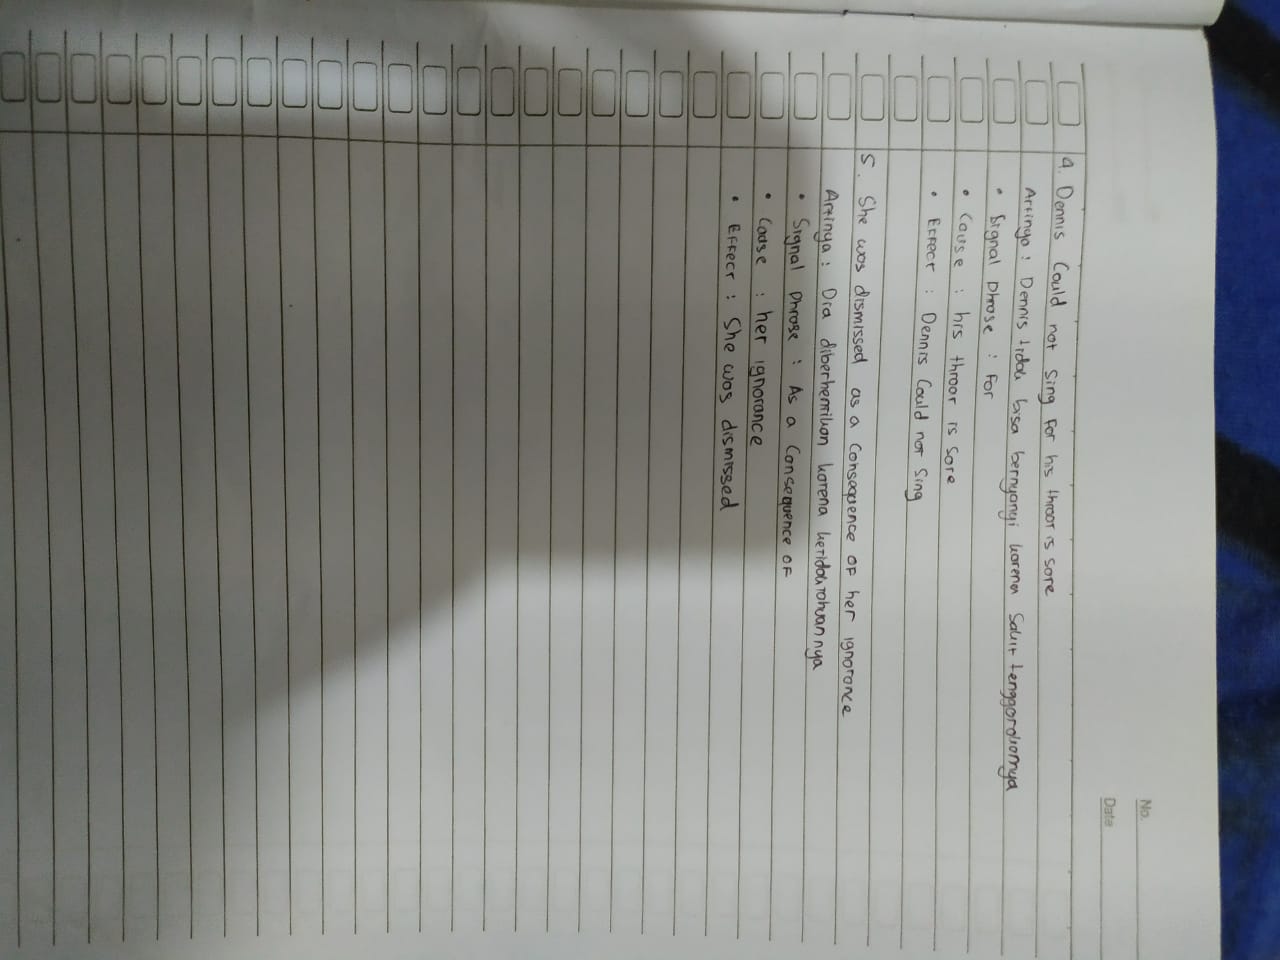 No.
Date
4. Dennis Could not Sing For his throat is sore
Artinya : Dennis tidak bisa bernyanyi karena Sakit tenggorokannya
• Signal Phrase : For
• Cause : his throat is sore
• Effect : Dennis Could not Sing
5. She was dismissed as a Consequence OF her ignorance
Artinya : Dia diberhentikan karena ketidaktahuannya
• Signal Phrase : As a Consequence OF
• Cause : her ignorance
• Effect : She was dismissed